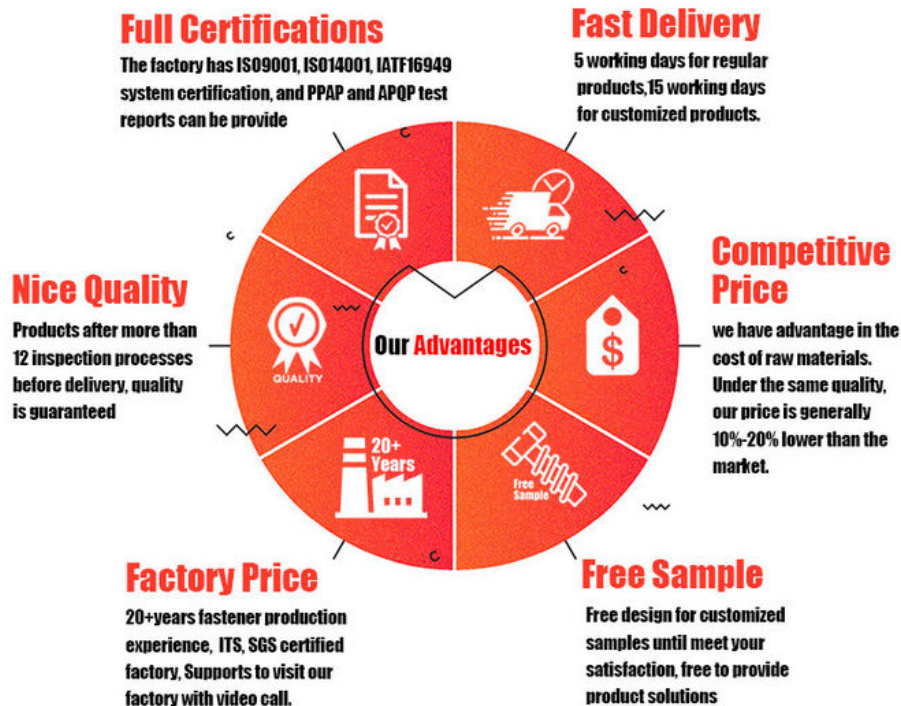 Full Certifications
The factory has ISO9001, ISO14001, IATF16949
system certification, and PPAP and APQP test
reports can be provide
Fast Delivery
5 working days for regular
products,15 working days
for customized products.
Nice Quality
Products after more than
12 inspection processes
before delivery, quality
is guaranteed
QUALITY
Our Advantages
$
Competitive
Price
we have advantage in the
cost of raw materials.
Under the same quality,
our price is generally
10%-20% lower than the
market.
20+
Years
Free
Sample
Factory Price
20+years fastener production
experience, ITS, SGS certified
factory, Supports to visit our
factory with video call.
Free Sample
Free design for customized
samples until meet your
satisfaction, free to provide
product solutions